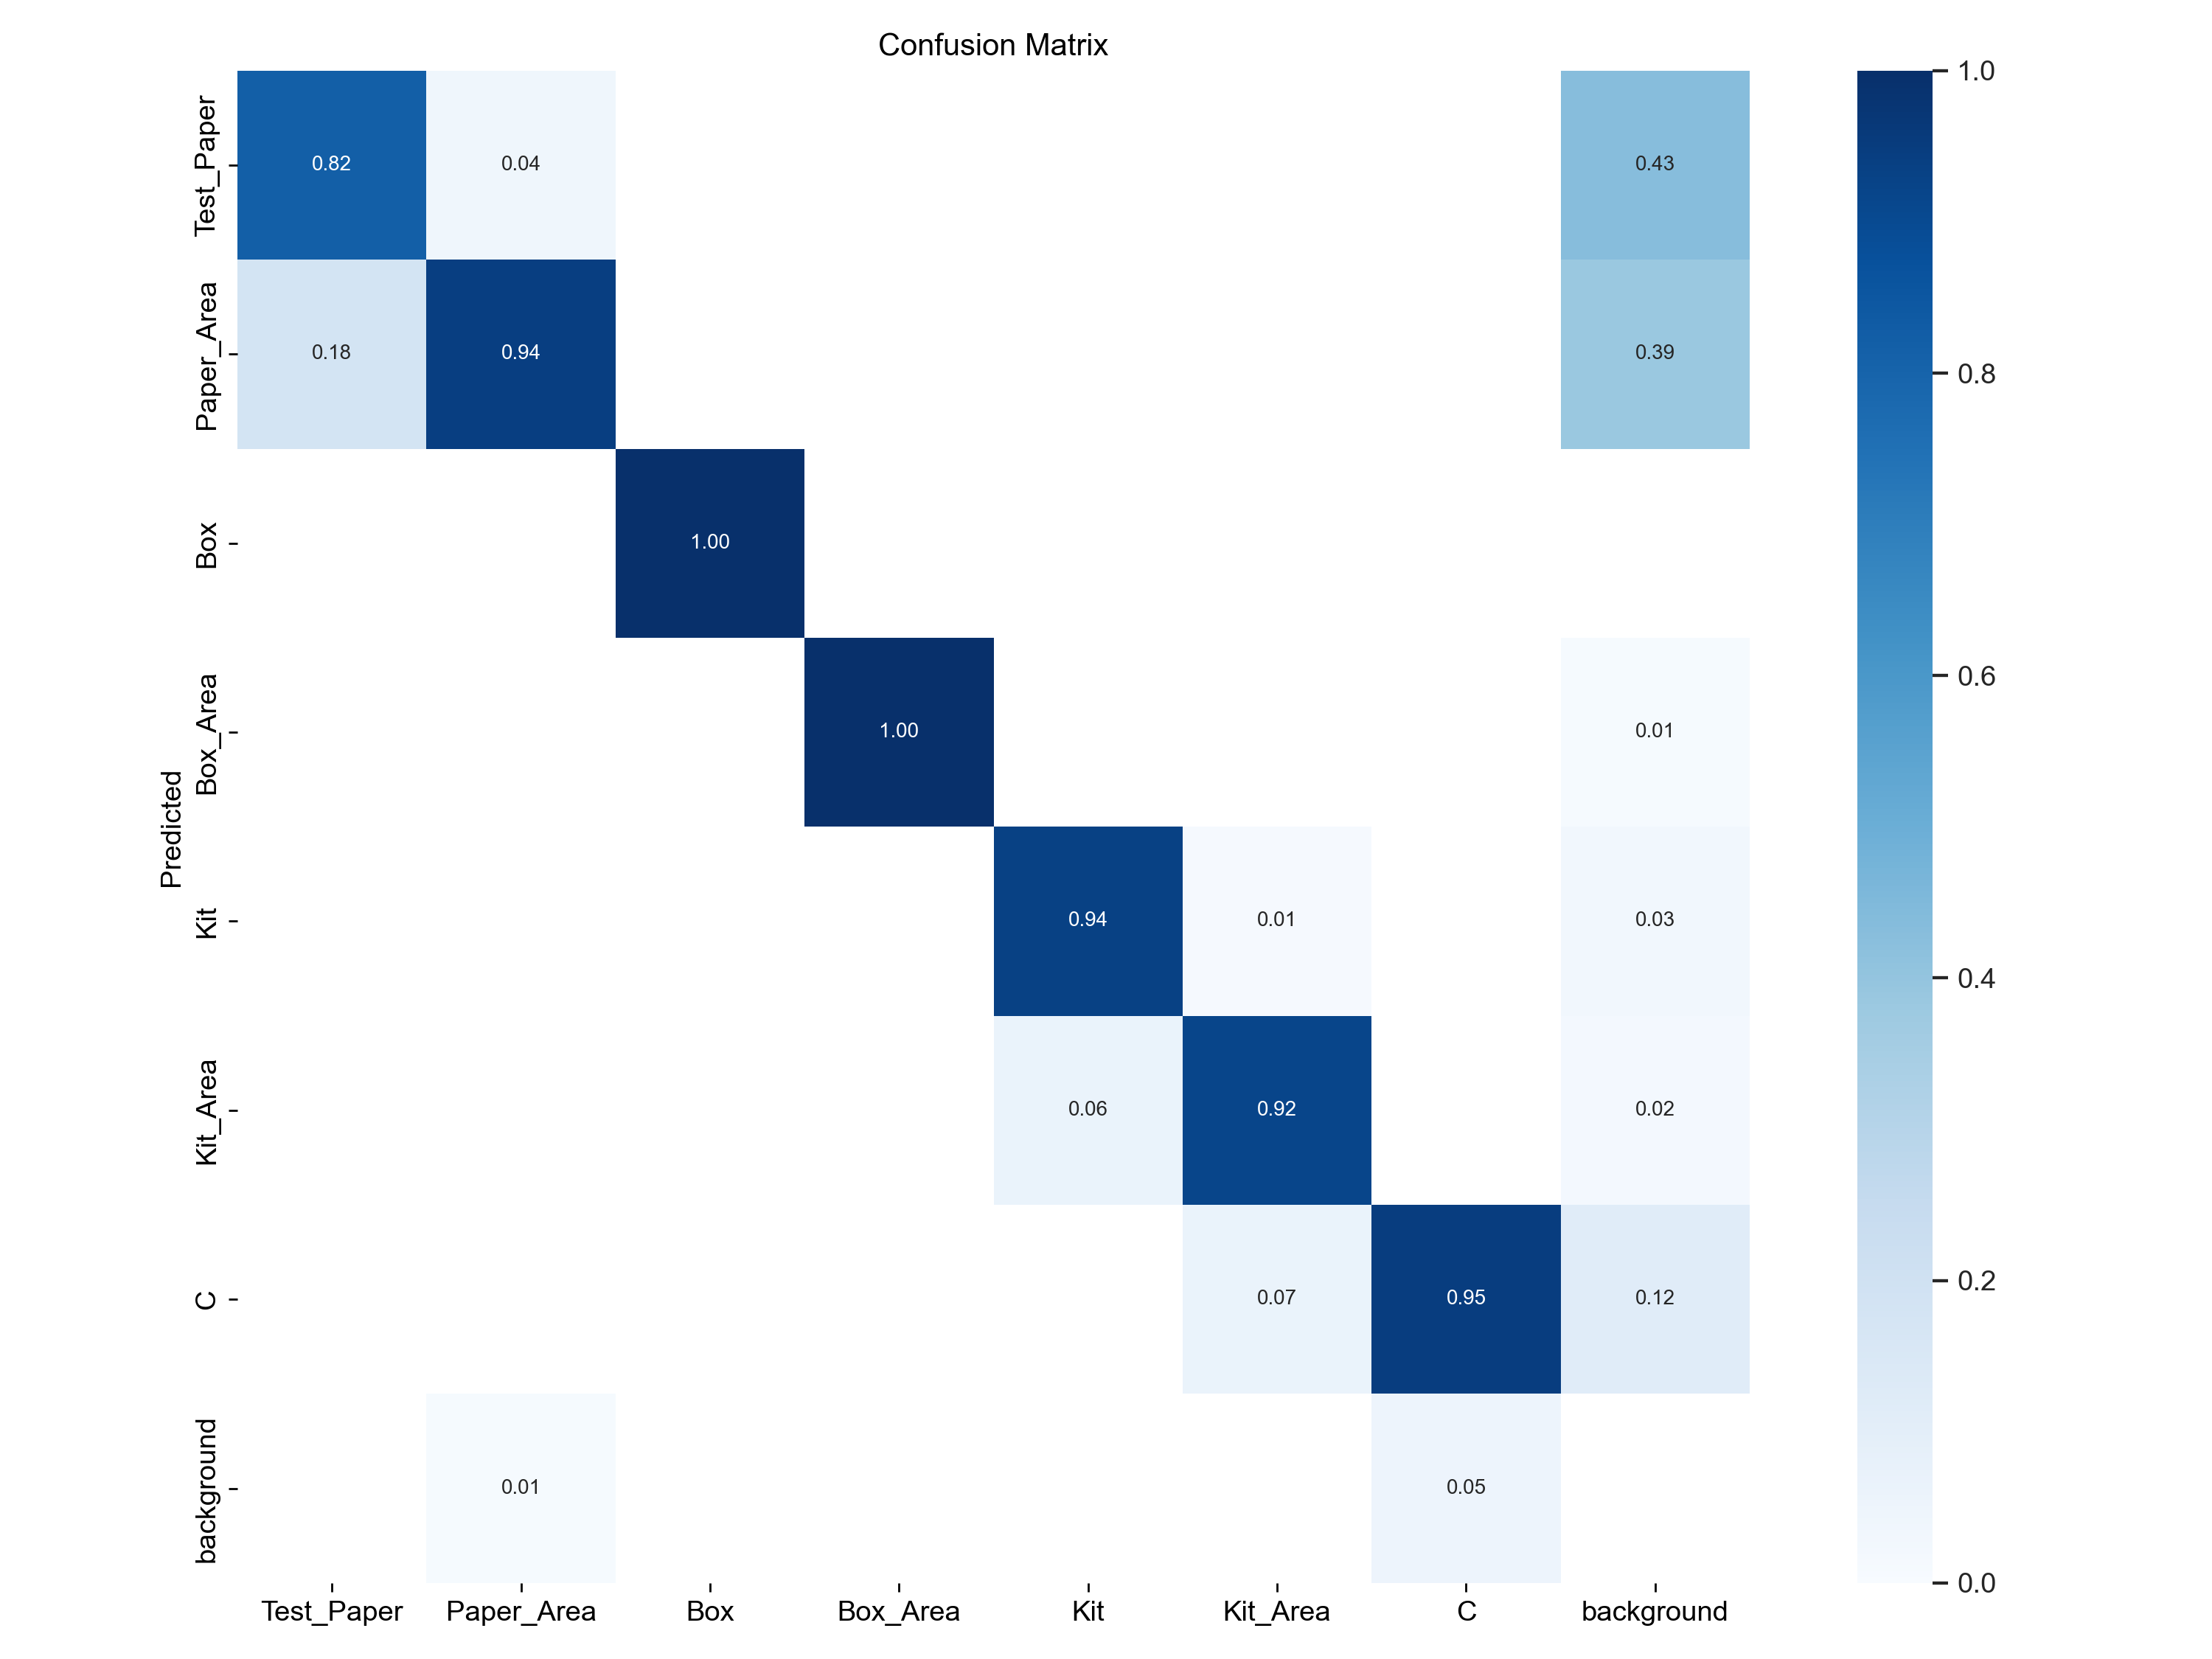 Confusion Matrix
Test_Paper 0.82 0.04 0.43
Paper_Area 0.18 0.94 0.39
Box 1.00
Box_Area 1.00 0.01
Kit 0.94 0.01 0.03
Kit_Area 0.06 0.92 0.02
C 0.07 0.95 0.12
background 0.01 0.05
Predicted
Test_Paper Paper_Area Box Box_Area Kit Kit_Area C background
1.0
0.8
0.6
0.4
0.2
0.0